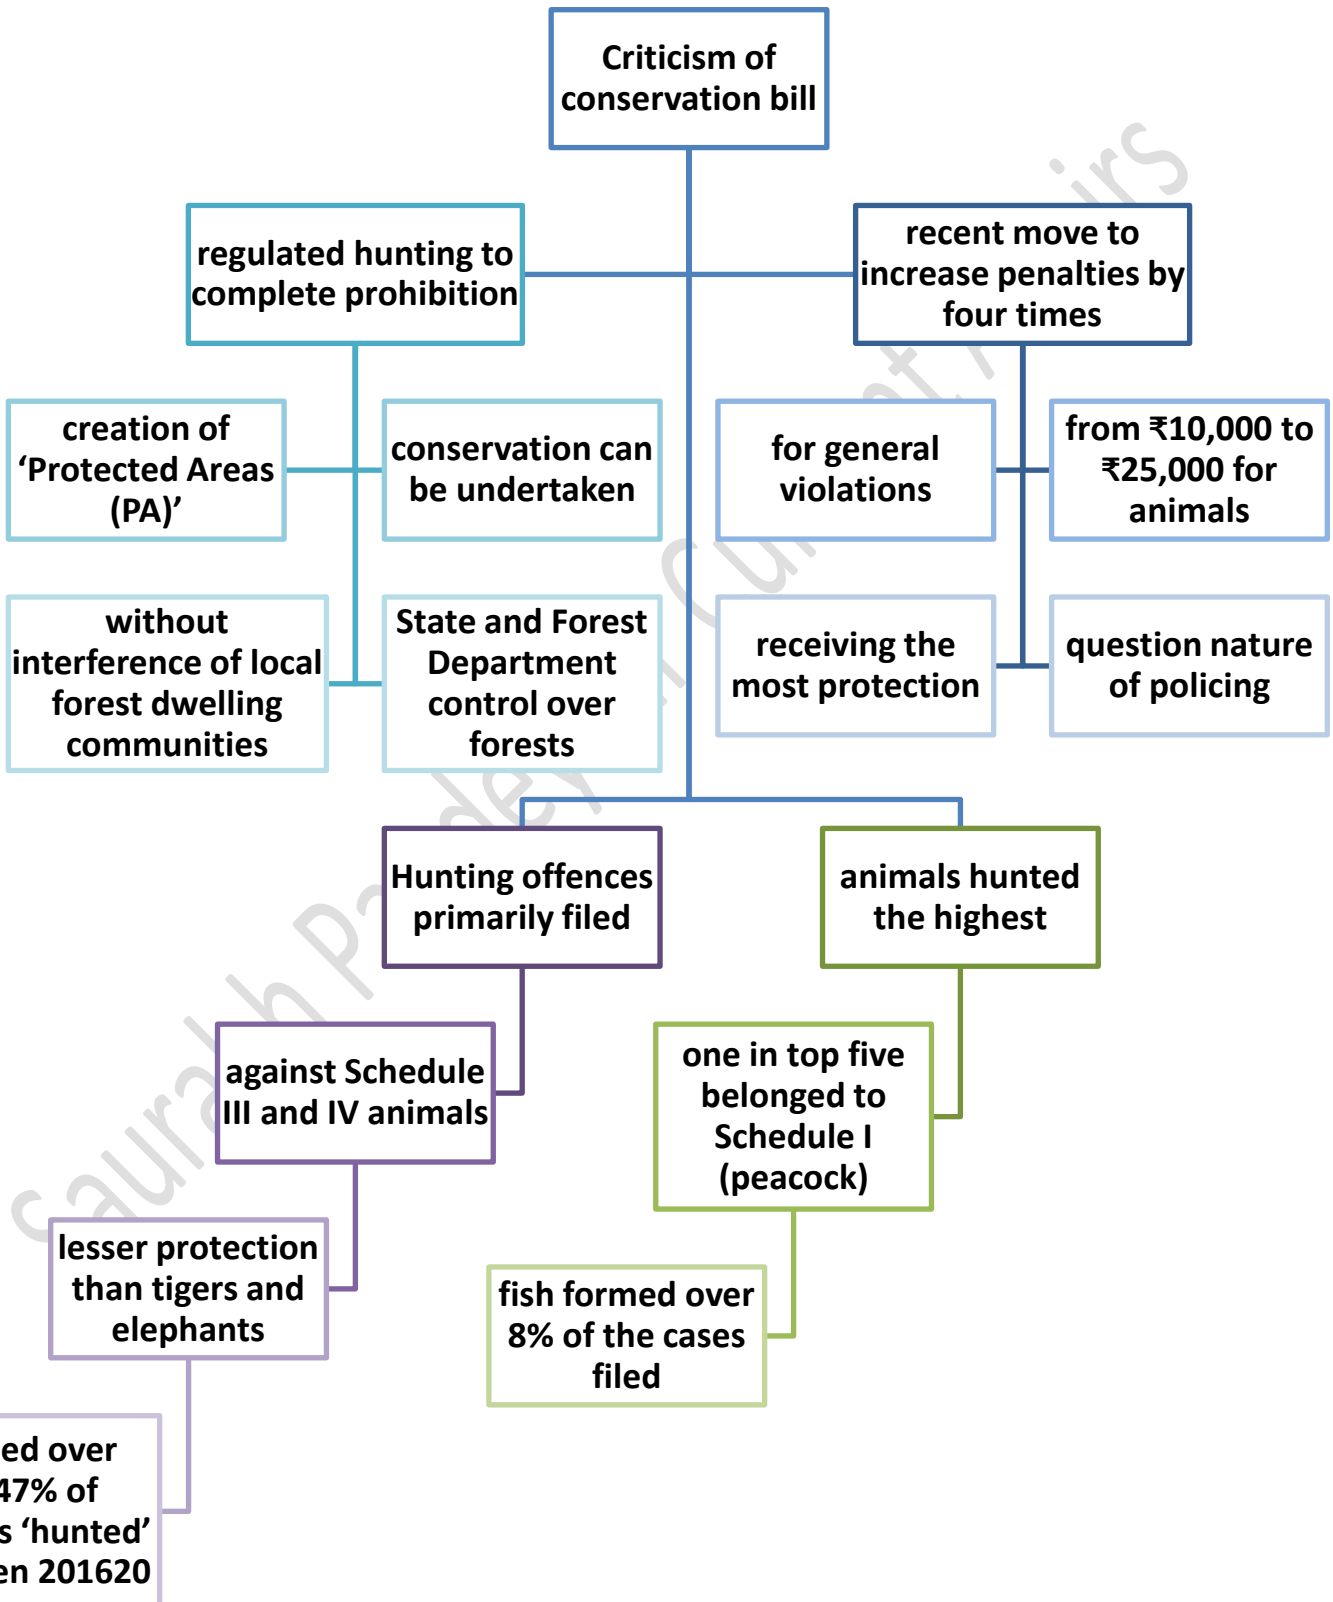 Criticism of
conservation bill
regulated hunting to
complete prohibition
recent move to
increase penalties by
four times
creation of
‘Protected Areas
(PA)’
conservation can
be undertaken
for general
violations
from ₹10,000 to
₹25,000 for
animals
without
interference of local
forest dwelling
communities
State and Forest
Department
control over
forests
receiving the
most protection
question nature
of policing
Hunting offences
primarily filed
animals hunted
the highest
against Schedule
III and IV animals
one in top five
belonged to
Schedule I
(peacock)
lesser protection
than tigers and
elephants
fish formed over
8% of the cases
filed
ed over
47% of
s ‘hunted’
en 201620